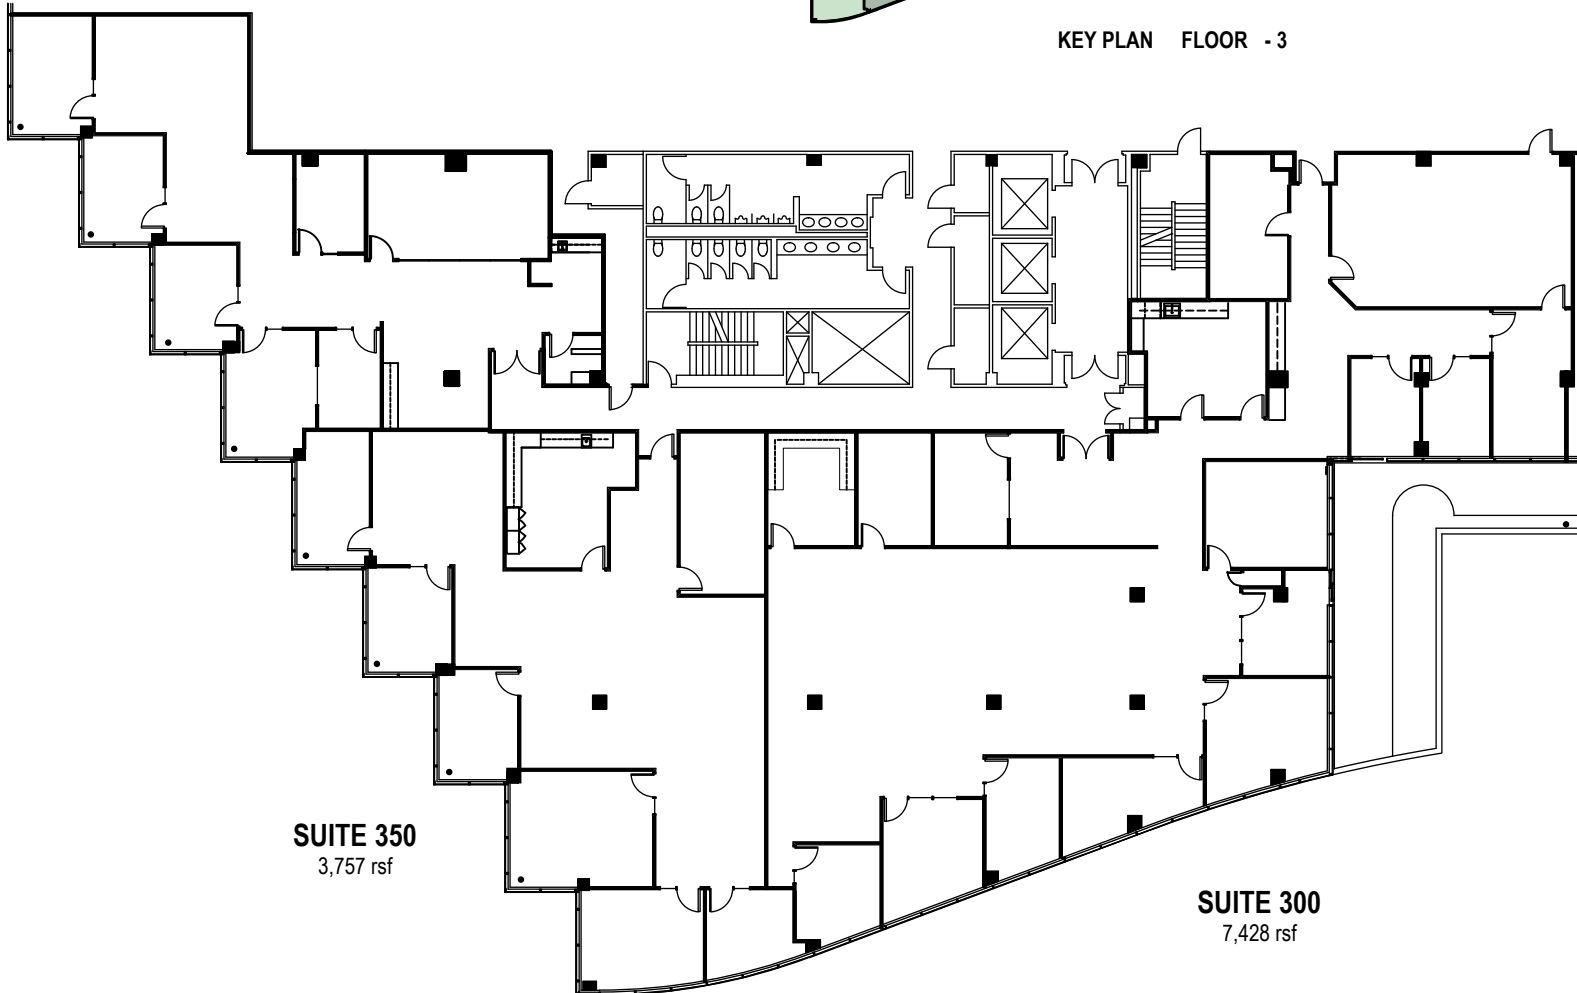 KEY PLAN FLOOR - 3
SUITE 350
3,757 rsf
SUITE 300
7,428 rsf